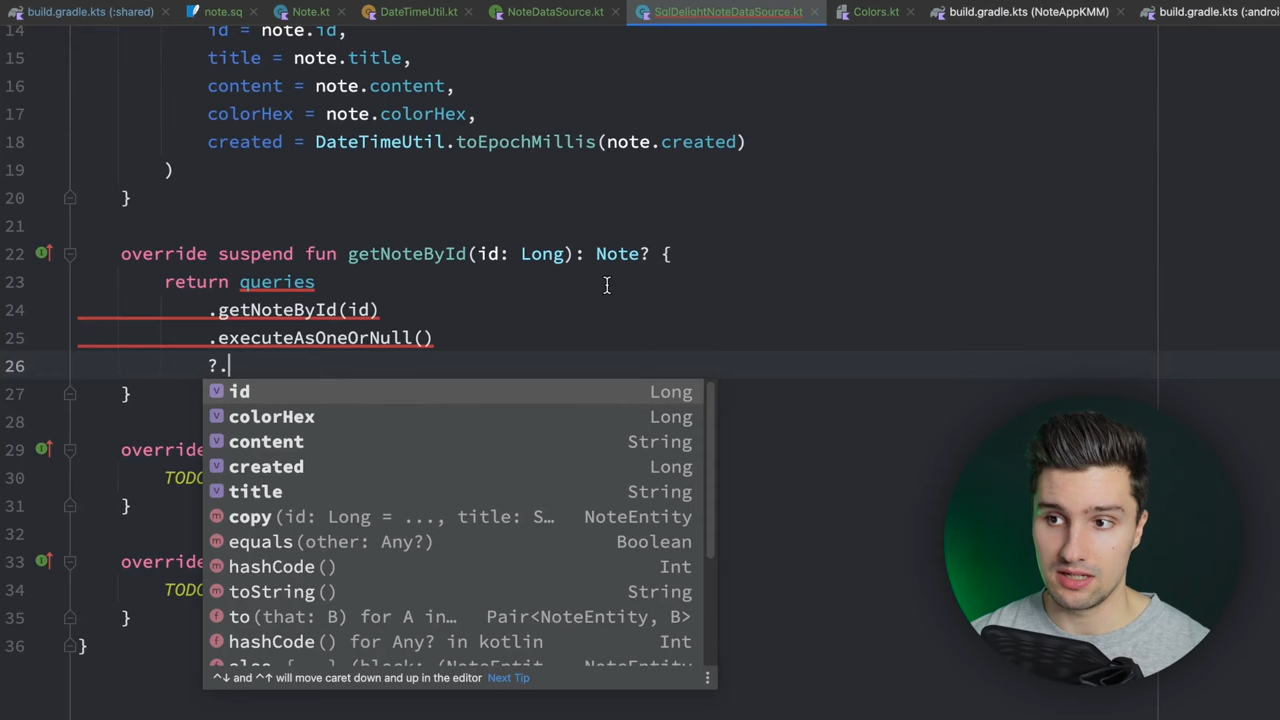 build.gradle.kts (:shared) note.sq Note.kt DateTimeUtil.kt NoteDataSource.kt SqlDelightNoteDataSource.kt Colors.kt build.gradle.kts (NoteAppKMM) build.gradle.kts (:androi
14 id = note.id,
15 title = note.title,
16 content = note.content,
17 colorHex = note.colorHex,
18 created = DateTimeUtil.toEpochMillis(note.created)
19 )
20 }
21
22 override suspend fun getNoteById(id: Long): Note? {
23 return queries
24 .getNoteById(id)
25 .executeAsOneOrNull()
26 ?.
27 }
28
29 override
30 TODO
31 }
32
33 override
34 TODO
35 }
36 }
id Long
colorHex Long
content String
created Long
title String
copy(id: Long = ..., title: S... NoteEntity
equals(other: Any?) Boolean
hashCode() Int
toString() String
to(that: B) for A in... Pair<NoteEntity, B>
hashCode() for Any? in kotlin Int
^↓ and ^↑ will move caret down and up in the editor Next Tip